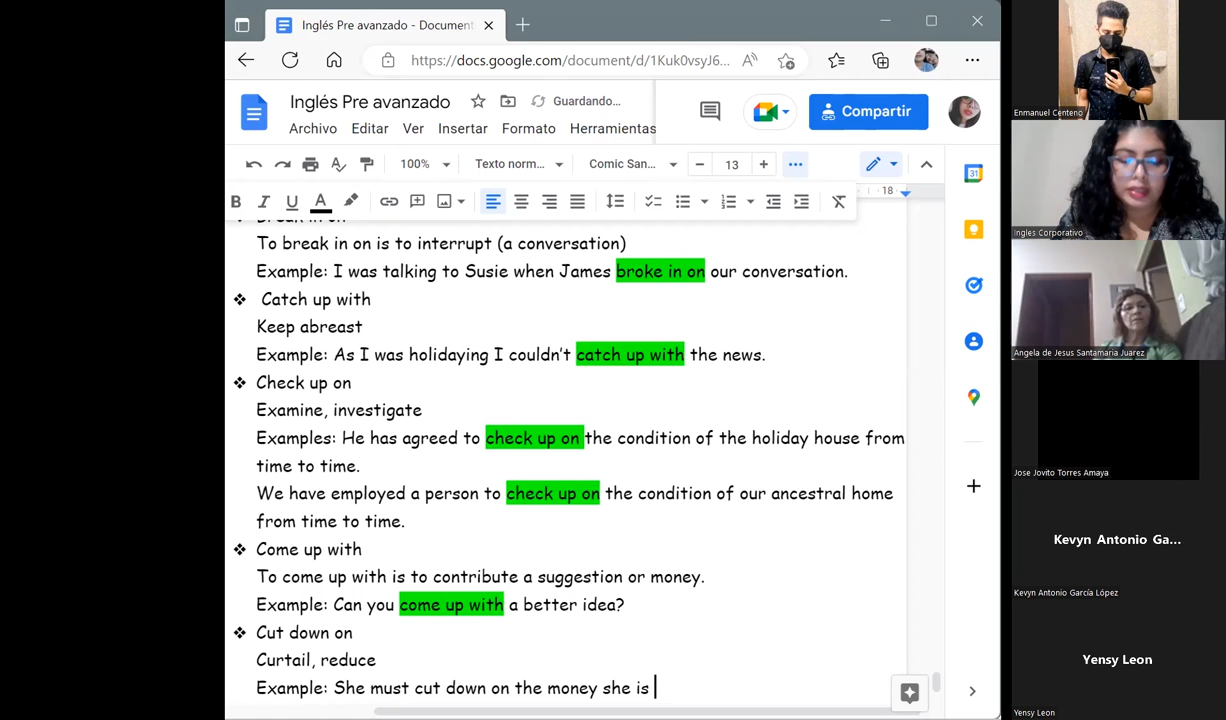 Inglés Pre avanzado - Document
https://docs.google.com/document/d/1Kuk0vsyJ6...
Inglés Pre avanzado
Guardando...
Compartir
Archivo Editar Ver Insertar Formato Herramientas
100% Texto norm... Comic San... 13
18
Break in on
To break in on is to interrupt (a conversation)
Example: I was talking to Susie when James broke in on our conversation.
❖ Catch up with
Keep abreast
Example: As I was holidaying I couldn't catch up with the news.
❖ Check up on
Examine, investigate
Examples: He has agreed to check up on the condition of the holiday house from
time to time.
We have employed a person to check up on the condition of our ancestral home
from time to time.
❖ Come up with
To come up with is to contribute a suggestion or money.
Example: Can you come up with a better idea?
❖ Cut down on
Curtail, reduce
Example: She must cut down on the money she is
31
Enmanuel Centeno
Ingles Corporativo
Angela de Jesus Santamaria Juarez
Jose Jovito Torres Amaya
Kevyn Antonio Ga...
Kevyn Antonio García López
Yensy Leon
Yensy Leon